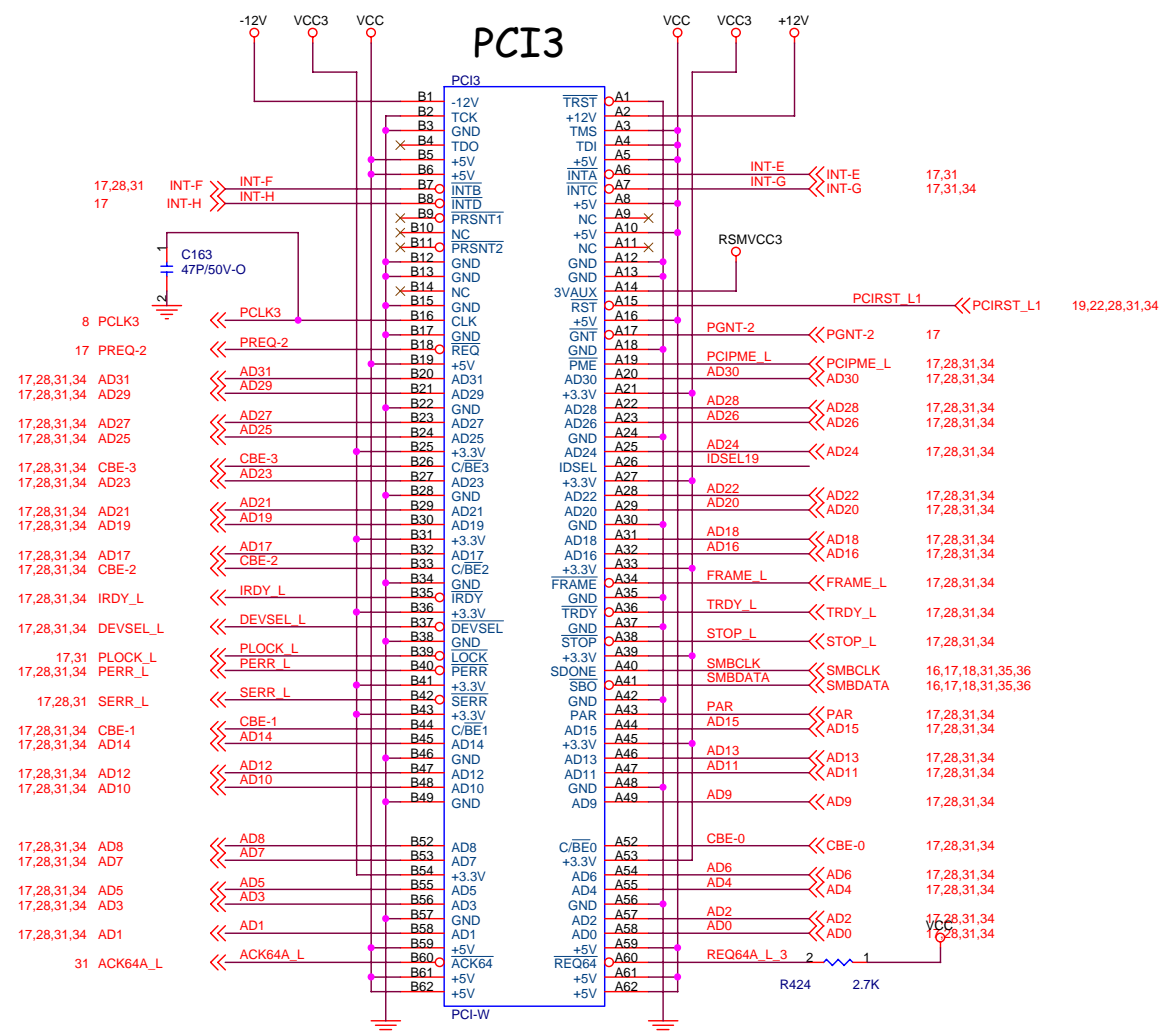 -12V VCC3 VCC PCI3 VCC VCC3 +12V
PCI3
B1 -12V TRST A1
B2 TCK +12V A2
B3 GND TMS A3
B4 TDO TDI A4
B5 +5V +5V A5
B6 +5V INTA A6 INT-E INT-E 17,31
17,28,31 INT-F INT-F B7 INTB INTC A7 INT-G INT-G 17,31,34
17 INT-H INT-H B8 INTD +5V A8
B9 PRSNT1 NC A9
B10 NC +5V A10
B11 PRSNT2 NC A11 RSMVCC3
1 C163 B12 GND GND A12
47P/50V-O B13 GND GND A13
2 B14 NC 3VAUX A14
B15 GND RST A15 PCIRST_L1 PCIRST_L1 19,22,28,31,34
8 PCLK3 PCLK3 B16 CLK +5V A16
B17 GND GNT A17 PGNT-2 PGNT-2 17
17 PREQ-2 PREQ-2 B18 REQ GND A18
B19 +5V PME A19 PCIPME_L PCIPME_L 17,28,31,34
17,28,31,34 AD31 AD31 B20 AD31 AD30 A20 AD30 AD30 17,28,31,34
17,28,31,34 AD29 AD29 B21 AD29 +3.3V A21
B22 GND AD28 A22 AD28 AD28 17,28,31,34
17,28,31,34 AD27 AD27 B23 AD27 AD26 A23 AD26 AD26 17,28,31,34
17,28,31,34 AD25 AD25 B24 AD25 GND A24
B25 +3.3V AD24 A25 AD24 AD24 17,28,31,34
17,28,31,34 CBE-3 CBE-3 B26 C/BE3 IDSEL A26 IDSEL19
17,28,31,34 AD23 AD23 B27 AD23 +3.3V A27
B28 GND AD22 A28 AD22 AD22 17,28,31,34
17,28,31,34 AD21 AD21 B29 AD21 AD20 A29 AD20 AD20 17,28,31,34
17,28,31,34 AD19 AD19 B30 AD19 GND A30
B31 +3.3V AD18 A31 AD18 AD18 17,28,31,34
17,28,31,34 AD17 AD17 B32 AD17 AD16 A32 AD16 AD16 17,28,31,34
17,28,31,34 CBE-2 CBE-2 B33 C/BE2 +3.3V A33
B34 GND FRAME A34 FRAME_L FRAME_L 17,28,31,34
17,28,31,34 IRDY_L IRDY_L B35 IRDY GND A35
B36 +3.3V TRDY A36 TRDY_L TRDY_L 17,28,31,34
17,28,31,34 DEVSEL_L DEVSEL_L B37 DEVSEL GND A37
B38 GND STOP A38 STOP_L STOP_L 17,28,31,34
17,31 PLOCK_L PLOCK_L B39 LOCK +3.3V A39
17,28,31,34 PERR_L PERR_L B40 PERR SDONE A40 SMBCLK SMBCLK 16,17,18,31,35,36
B41 +3.3V SBO A41 SMBDATA SMBDATA 16,17,18,31,35,36
17,28,31 SERR_L SERR_L B42 SERR GND A42
B43 +3.3V PAR A43 PAR PAR 17,28,31,34
17,28,31,34 CBE-1 CBE-1 B44 C/BE1 AD15 A44 AD15 AD15 17,28,31,34
17,28,31,34 AD14 AD14 B45 AD14 +3.3V A45
B46 GND AD13 A46 AD13 AD13 17,28,31,34
17,28,31,34 AD12 AD12 B47 AD12 AD11 A47 AD11 AD11 17,28,31,34
17,28,31,34 AD10 AD10 B48 AD10 GND A48
B49 GND AD9 A49 AD9 AD9 17,28,31,34
17,28,31,34 AD8 AD8 B52 AD8 C/BE0 A52 CBE-0 CBE-0 17,28,31,34
17,28,31,34 AD7 AD7 B53 AD7 +3.3V A53
B54 +3.3V AD6 A54 AD6 AD6 17,28,31,34
17,28,31,34 AD5 AD5 B55 AD5 AD4 A55 AD4 AD4 17,28,31,34
17,28,31,34 AD3 AD3 B56 AD3 GND A56
B57 GND AD2 A57 AD2 AD2 17,28,31,34
17,28,31,34 AD1 AD1 B58 AD1 AD0 A58 AD0 AD0 17,28,31,34
VCC
B59 +5V +5V A59
31 ACK64A_L ACK64A_L B60 ACK64 REQ64 A60 REQ64A_L_3 2 1
B61 +5V +5V A61
B62 +5V +5V A62 R424 2.7K
PCI-W